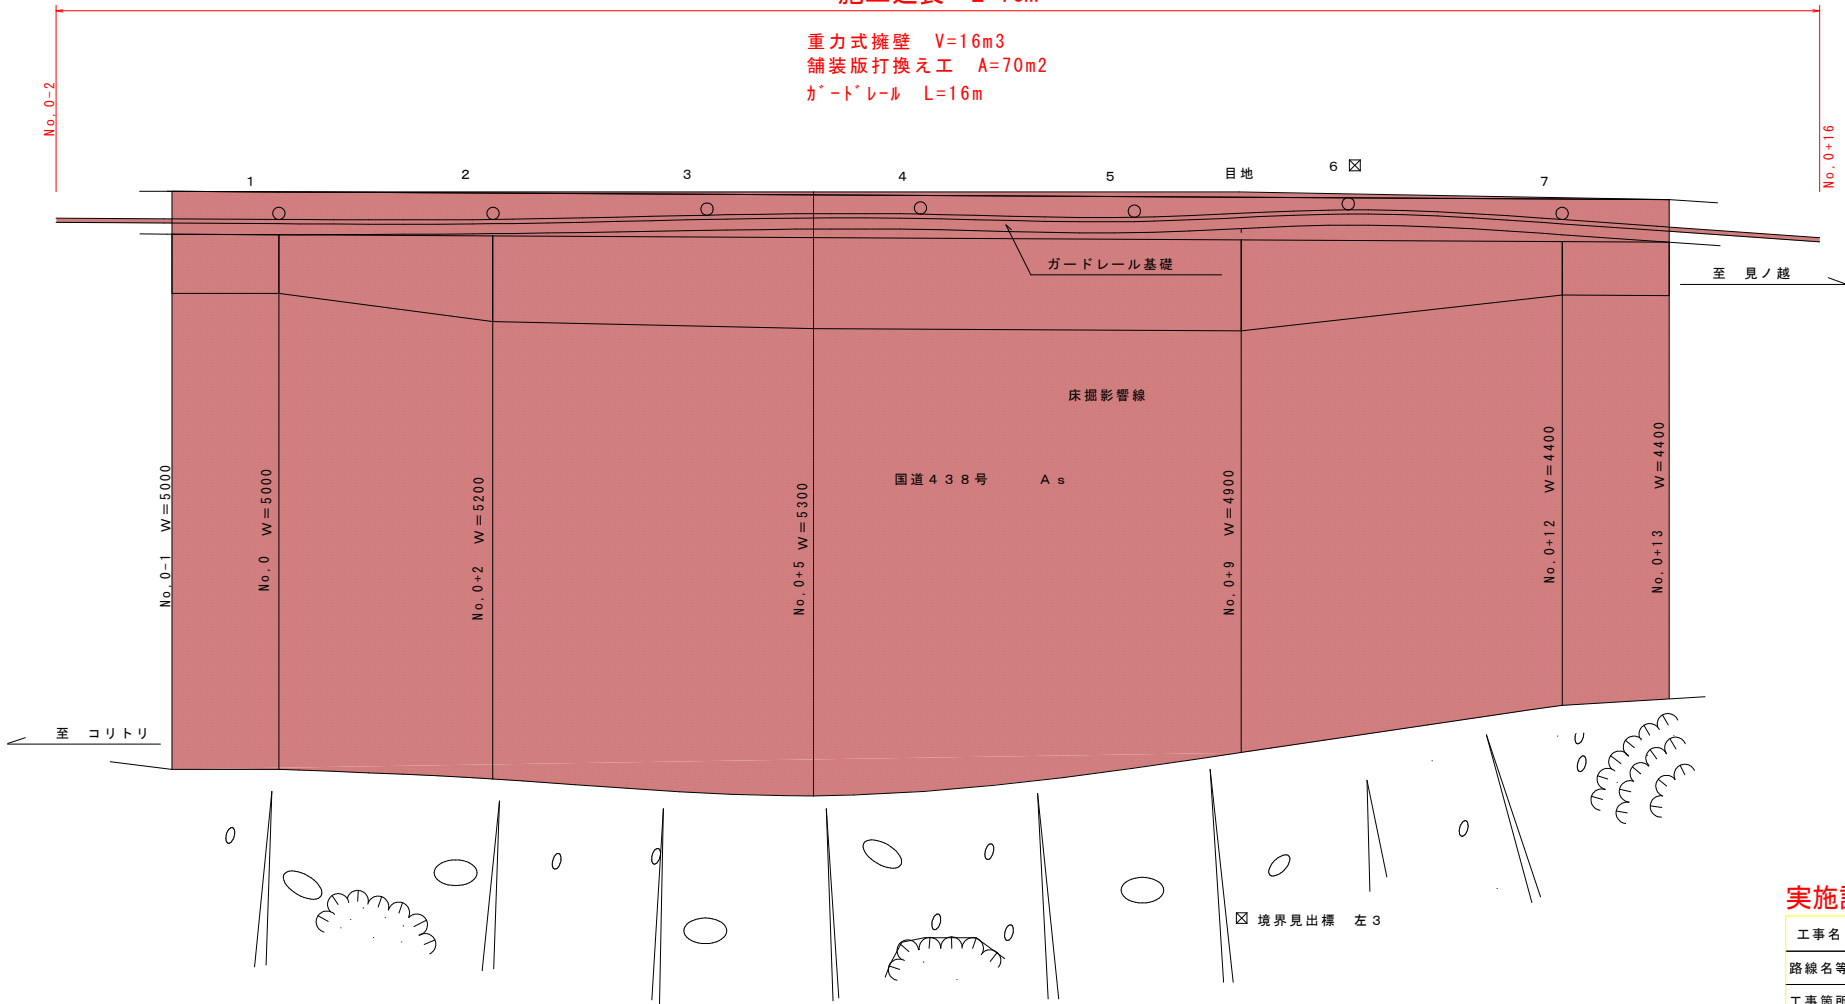 重力式擁壁　V=16m3
舗装版打換え工　A=70m2
ｶﾞｰﾄﾞﾚｰﾙ　L=16m
No.0-2
No.0+16
1
2
3
4
5
目地
6
7
ガードレール基礎
至　見ノ越
床掘影響線
国道４３８号　　Ａｓ
No.0-1　Ｗ＝5000
No.0　Ｗ＝5000
No.0+2　Ｗ＝5200
No.0+5　Ｗ＝5300
No.0+9　Ｗ＝4900
No.0+12　Ｗ＝4400
No.0+13　Ｗ＝4400
至　コリトリ
境界見出標　左３
実施
工事名
路線名等
工事箇所